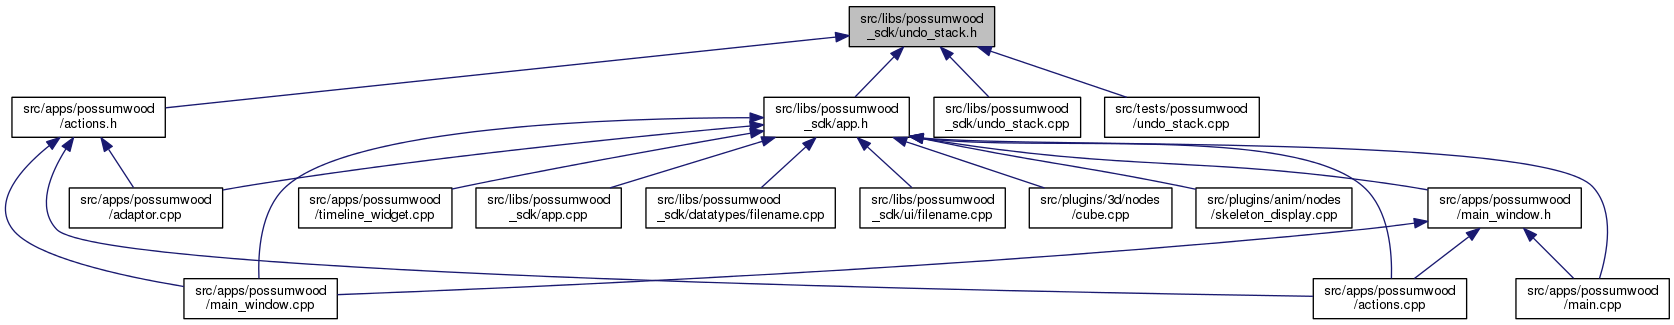 src/libs/possumwood
_sdk/undo_stack.h
src/apps/possumwood
/actions.h
src/libs/possumwood
_sdk/app.h
src/libs/possumwood
_sdk/undo_stack.cpp
src/tests/possumwood
/undo_stack.cpp
src/apps/possumwood
/adaptor.cpp
src/apps/possumwood
/timeline_widget.cpp
src/libs/possumwood
_sdk/app.cpp
src/libs/possumwood
_sdk/datatypes/filename.cpp
src/libs/possumwood
_sdk/ui/filename.cpp
src/plugins/3d/nodes
/cube.cpp
src/plugins/anim/nodes
/skeleton_display.cpp
src/apps/possumwood
/main_window.h
src/apps/possumwood
/main_window.cpp
src/apps/possumwood
/actions.cpp
src/apps/possumwood
/main.cpp